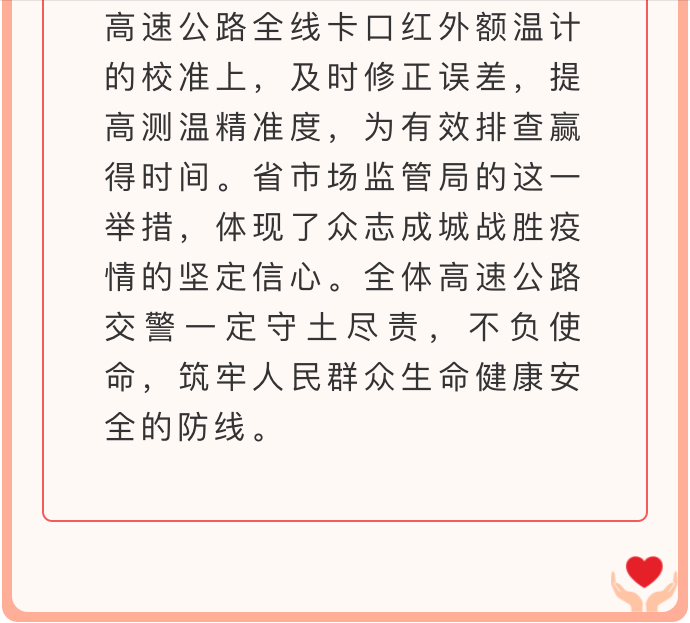 高速公路全线卡口红外额温计
的校准上，及时修正误差，提
高测温精准度，为有效排查赢
得时间。省市场监管局的这一
举措，体现了众志成城战胜疫
情的坚定信心。全体高速公路
交警一定守土尽责，不负使
命，筑牢人民群众生命健康安
全的防线。